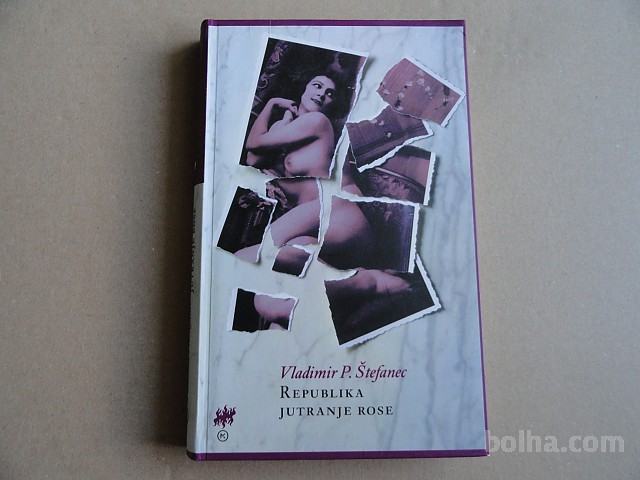 Vladimir P. Štefanec
REPUBLIKA
JUTRANJE ROSE
bolha.com